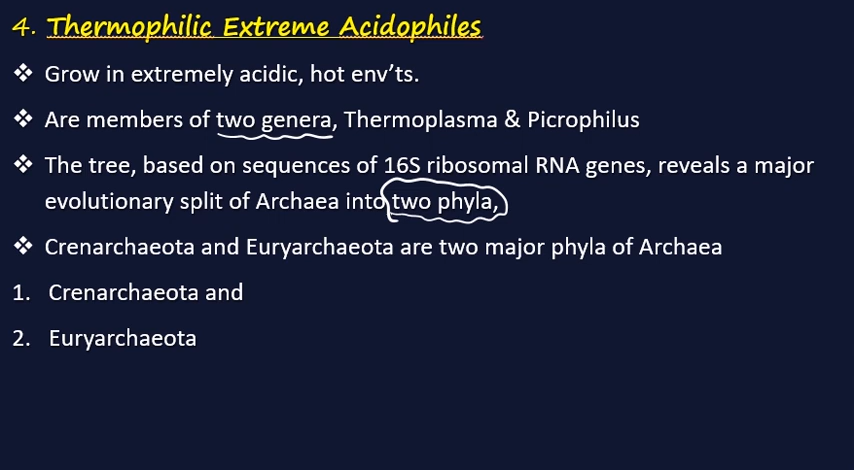 4. Thermophilic Extreme Acidophiles
❖ Grow in extremely acidic, hot env’ts.
❖ Are members of two genera, Thermoplasma & Picrophilus
❖ The tree, based on sequences of 16S ribosomal RNA genes, reveals a major
evolutionary split of Archaea into two phyla,
❖ Crenarchaeota and Euryarchaeota are two major phyla of Archaea
1. Crenarchaeota and
2. Euryarchaeota